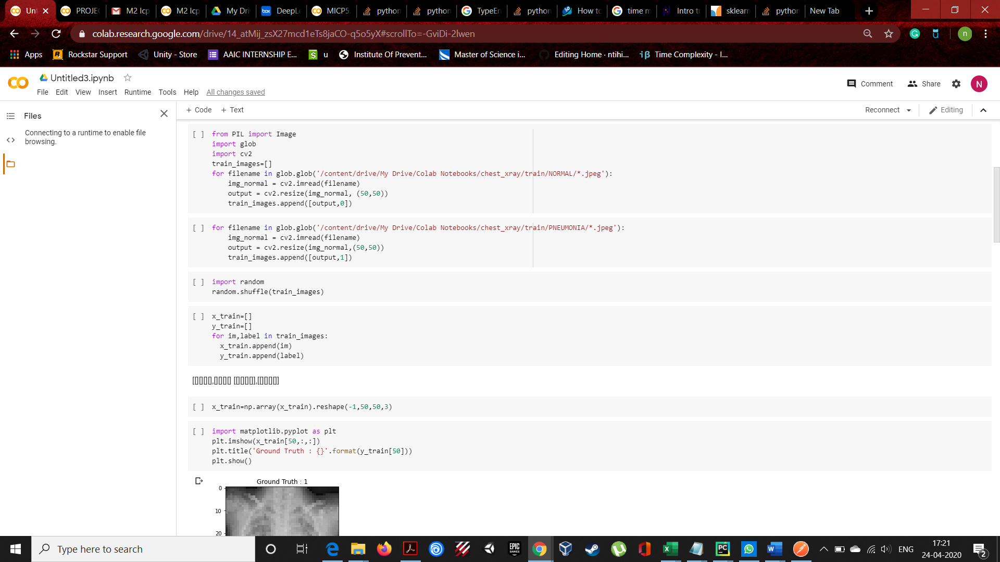 Un
PROJE
M2 Icp
M2 Icp
My Dri
box DeepLe
MICP5
python
python
TypeEr
python
How to
time m
Intro to
sklearn
python
New Tab
colab.research.google.com/drive/14_atMij_zsX27mcd1eTs8jaCO-q5o5yX#scrollTo=-GviDi-2lwen
n
Apps
Rockstar Support
Unity - Store
AAIC INTERNSHIP E...
u
Institute Of Prevent...
Master of Science i...
Editing Home · ntihi...
Time Complexity - I...
Untitled3.ipynb
Comment
Share
N
File Edit View Insert Runtime Tools Help All changes saved
Files
+ Code + Text
Reconnect
Editing
Connecting to a runtime to enable file
browsing.
[ ] from PIL import Image
import glob
import cv2
train_images=[]
for filename in glob.glob('/content/drive/My Drive/Colab Notebooks/chest_xray/train/NORMAL/*.jpeg'):
img_normal = cv2.imread(filename)
output = cv2.resize(img_normal, (50,50))
train_images.append([output,0])
[ ] for filename in glob.glob('/content/drive/My Drive/Colab Notebooks/chest_xray/train/PNEUMONIA/*.jpeg'):
img_normal = cv2.imread(filename)
output = cv2.resize(img_normal,(50,50))
train_images.append([output,1])
[ ] import random
random.shuffle(train_images)
[ ] x_train=[]
y_train=[]
for im,label in train_images:
x_train.append(im)
y_train.append(label)
[[][][][],[][][][] [[][][][]],[[][][][]]
[ ] x_train=np.array(x_train).reshape(-1,50,50,3)
[ ] import matplotlib.pyplot as plt
plt.imshow(x_train[50,:,:])
plt.title('Ground Truth : {}'.format(y_train[50]))
plt.show()
Ground Truth : 1
0
10
20
Type here to search
EPIC GAMES
ENG
17:21
24-04-2020
2